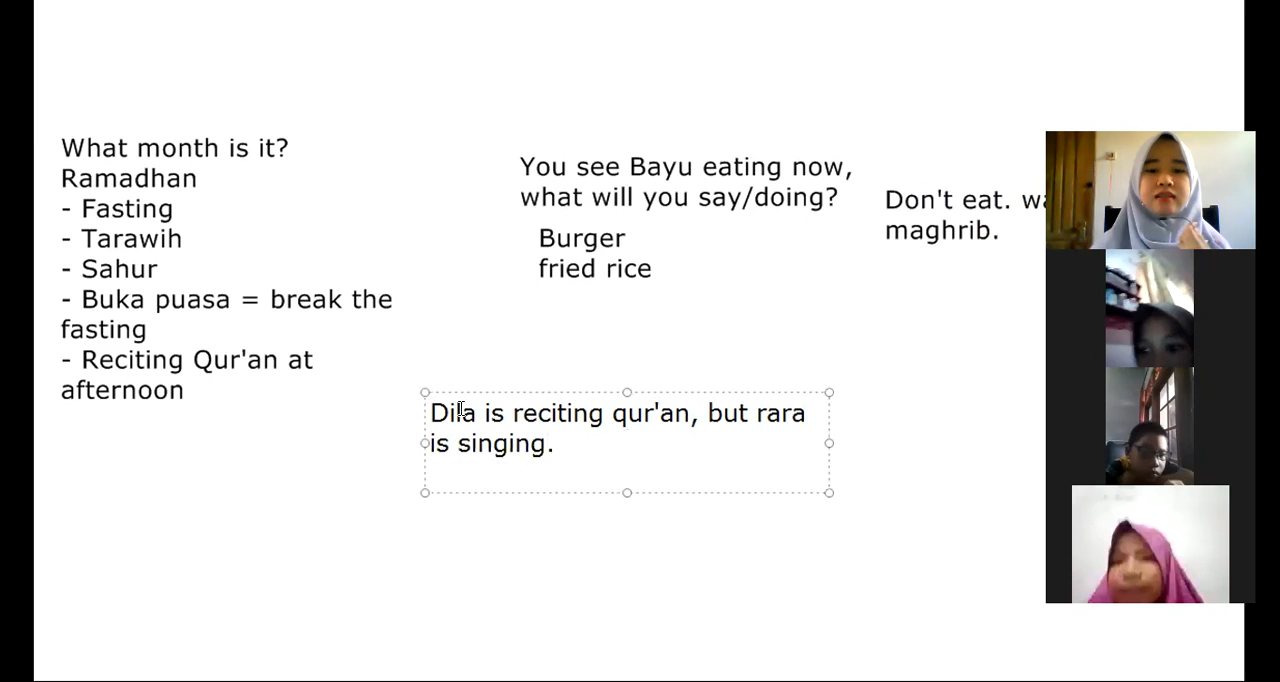 What month is it?
Ramadhan
- Fasting
- Tarawih
- Sahur
- Buka puasa = break the
fasting
- Reciting Qur'an at
afternoon
You see Bayu eating now,
what will you say/doing?
Burger
fried rice
Don't eat.
maghrib.
Dila is reciting qur'an, but rara
is singing.